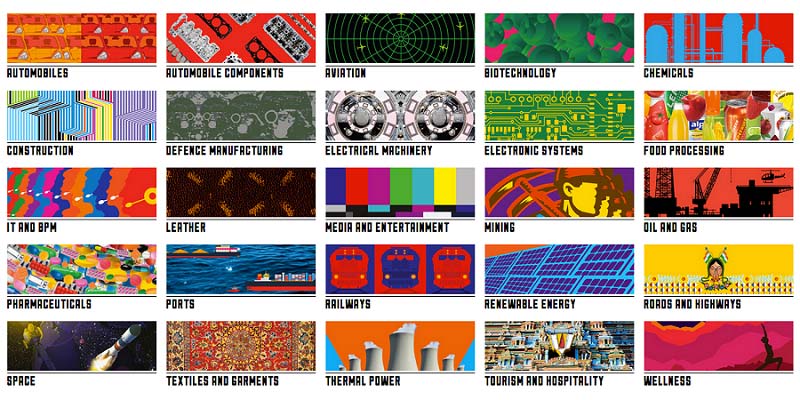 AUTOMOBILES
AUTOMOBILE COMPONENTS
AVIATION
BIOTECHNOLOGY
CHEMICALS
CONSTRUCTION
DEFENCE MANUFACTURING
ELECTRICAL MACHINERY
ELECTRONIC SYSTEMS
FOOD PROCESSING
IT AND BPM
LEATHER
MEDIA AND ENTERTAINMENT
MINING
OIL AND GAS
PHARMACEUTICALS
PORTS
RAILWAYS
RENEWABLE ENERGY
ROADS AND HIGHWAYS
SPACE
TEXTILES AND GARMENTS
THERMAL POWER
TOURISM AND HOSPITALITY
WELLNESS